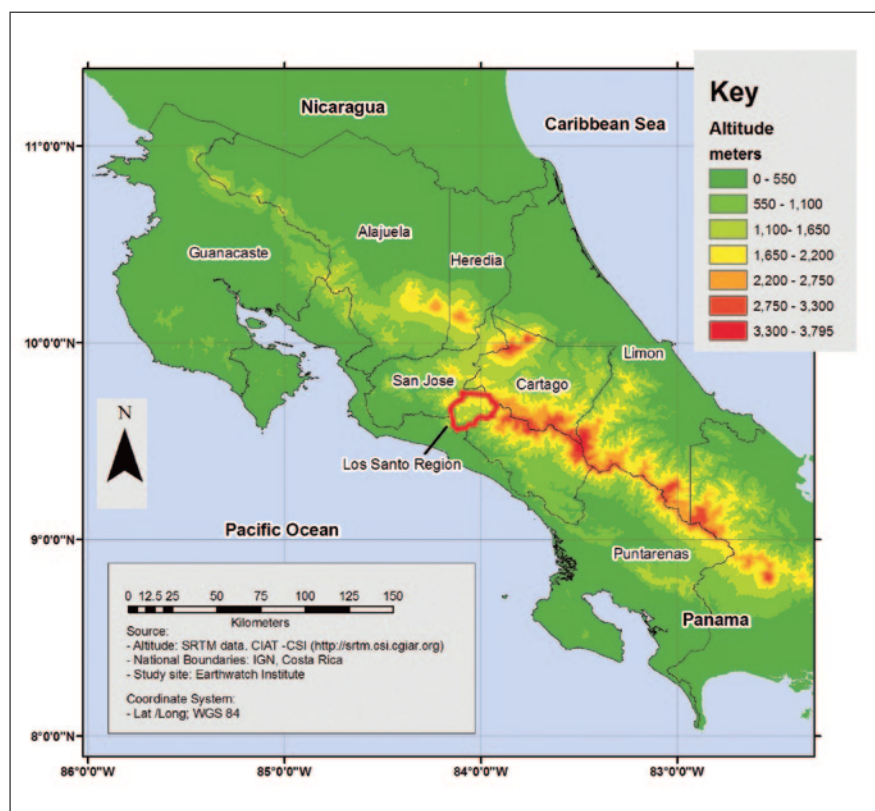 Nicaragua
Caribbean Sea
Key
Altitude
meters
0 - 550
550 - 1,100
1,100- 1,650
1,650 - 2,200
2,200 - 2,750
2,750 - 3,300
3,300 - 3,795
11°0'0"N
10°0'0"N
9°0'0"N
8°0'0"N
Guanacaste
Alajuela
Heredia
Limon
San Jose
Cartago
N
Los Santo Región
Pacific Ocean
Puntarenas
Panama
0 12.5 25 50 75 100 125 150
Kilometers
Source:
- Altitude: SRTM data. CIAT -CSI (http://srtm.csi.cgiar.org)
- National Boundaries: IGN, Costa Rica
- Study site: Earthwatch Institute
Coordinate System:
- Lat /Long; WGS 84
86°0'0"W 85°0'0"W 84°0'0"W 83°0'0"W